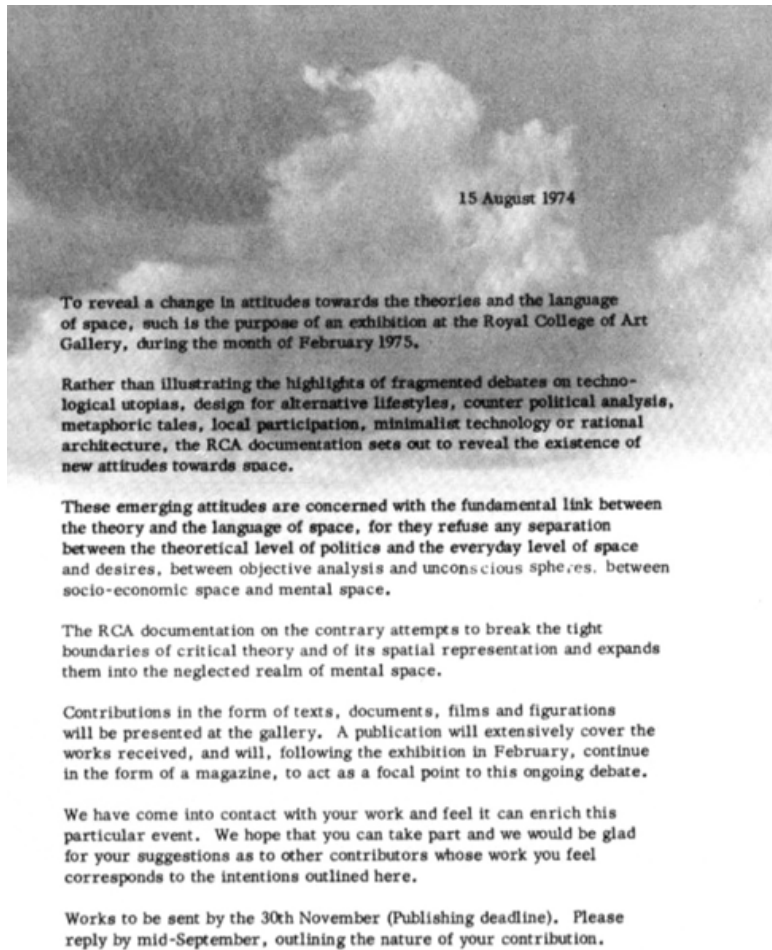 15 August 1974
To reveal a change in attitudes towards the theories and the language
of space, such is the purpose of an exhibition at the Royal College of Art
Gallery, during the month of February 1975.
Rather than illustrating the highlights of fragmented debates on techno-
logical utopias, design for alternative lifestyles, counter political analysis,
metaphoric tales, local participation, minimalist technology or rational
architecture, the RCA documentation sets out to reveal the existence of
new attitudes towards space.
These emerging attitudes are concerned with the fundamental link between
the theory and the language of space, for they refuse any separation
between the theoretical level of politics and the everyday level of space
and desires, between objective analysis and unconscious spheres, between
socio-economic space and mental space.
The RCA documentation on the contrary attempts to break the tight
boundaries of critical theory and of its spatial representation and expands
them into the neglected realm of mental space.
Contributions in the form of texts, documents, films and figurations
will be presented at the gallery. A publication will extensively cover the
works received, and will, following the exhibition in February, continue
in the form of a magazine, to act as a focal point to this ongoing debate.
We have come into contact with your work and feel it can enrich this
particular event. We hope that you can take part and we would be glad
for your suggestions as to other contributors whose work you feel
corresponds to the intentions outlined here.
Works to be sent by the 30th November (Publishing deadline). Please
reply by mid-September, outlining the nature of your contribution.